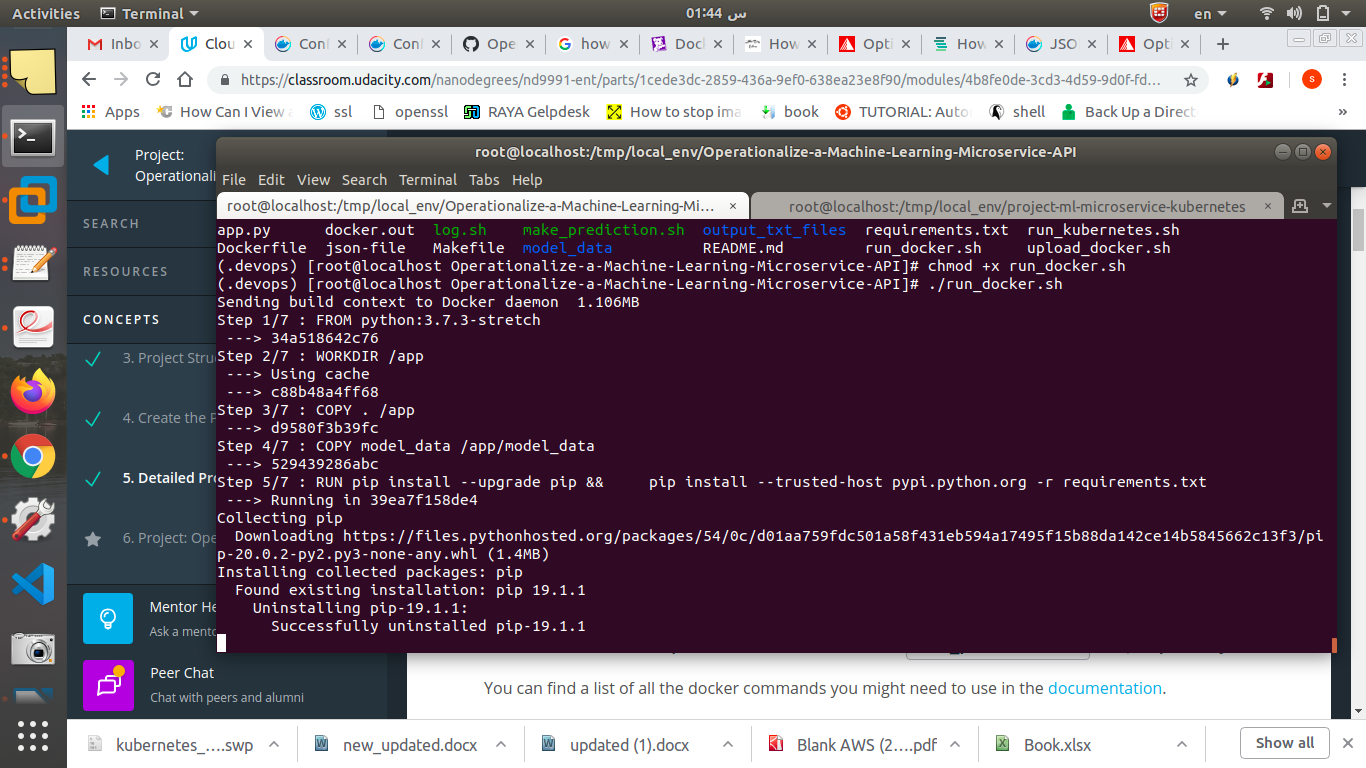 Activities
Terminal
01:44 س
en
Inbo
Clou
Conf
Conf
Ope
how
Dock
How
Opti
How
JSO
Opti
https://classroom.udacity.com/nanodegrees/nd9991-ent/parts/1cede3dc-2859-436a-9ef0-638ea23e8f90/modules/4b8fe0de-3cd3-4d59-9d0f-fd…
S
Apps
How Can I View a
ssl
openssl
RAYA Gelpdesk
How to stop ima
book
TUTORIAL: Auto
shell
Back Up a Direct
»
Project:
Operationali
SEARCH
RESOURCES
CONCEPTS
3. Project Stru
4. Create the P
5. Detailed Pro
6. Project: Ope
Mentor He
Ask a mento
Peer Chat
Chat with peers and alumni
root@localhost:/tmp/local_env/Operationalize-a-Machine-Learning-Microservice-API
File Edit View Search Terminal Tabs Help
root@localhost:/tmp/local_env/Operationalize-a-Machine-Learning-Mi…
root@localhost:/tmp/local_env/project-ml-microservice-kubernetes
app.py docker.out log.sh make_prediction.sh output_txt_files requirements.txt run_kubernetes.sh
Dockerfile json-file Makefile model_data README.md run_docker.sh upload_docker.sh
(.devops) [root@localhost Operationalize-a-Machine-Learning-Microservice-API]# chmod +x run_docker.sh
(.devops) [root@localhost Operationalize-a-Machine-Learning-Microservice-API]# ./run_docker.sh
Sending build context to Docker daemon 1.106MB
Step 1/7 : FROM python:3.7.3-stretch
---> 34a518642c76
Step 2/7 : WORKDIR /app
---> Using cache
---> c88b48a4ff68
Step 3/7 : COPY . /app
---> d9580f3b39fc
Step 4/7 : COPY model_data /app/model_data
---> 529439286abc
Step 5/7 : RUN pip install --upgrade pip && pip install --trusted-host pypi.python.org -r requirements.txt
---> Running in 39ea7f158de4
Collecting pip
Downloading https://files.pythonhosted.org/packages/54/0c/d01aa759fdc501a58f431eb594a17495f15b88da142ce14b5845662c13f3/pi
p-20.0.2-py2.py3-none-any.whl (1.4MB)
Installing collected packages: pip
Found existing installation: pip 19.1.1
Uninstalling pip-19.1.1:
Successfully uninstalled pip-19.1.1
You can find a list of all the docker commands you might need to use in the documentation.
kubernetes_….swp
new_updated.docx
updated (1).docx
Blank AWS (2….pdf
Book.xlsx
Show all